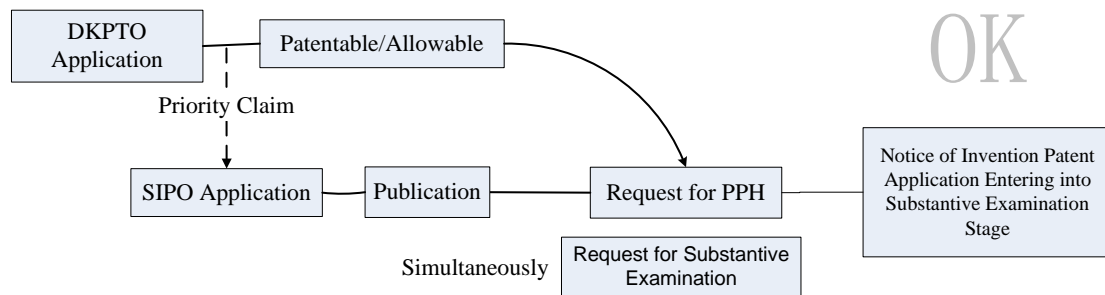 DKPTO
Application
Patentable/Allowable
OK
Priority Claim
SIPO Application
Publication
Request for PPH
Notice of Invention Patent
Application Entering into
Substantive Examination
Stage
Simultaneously
Request for Substantive
Examination